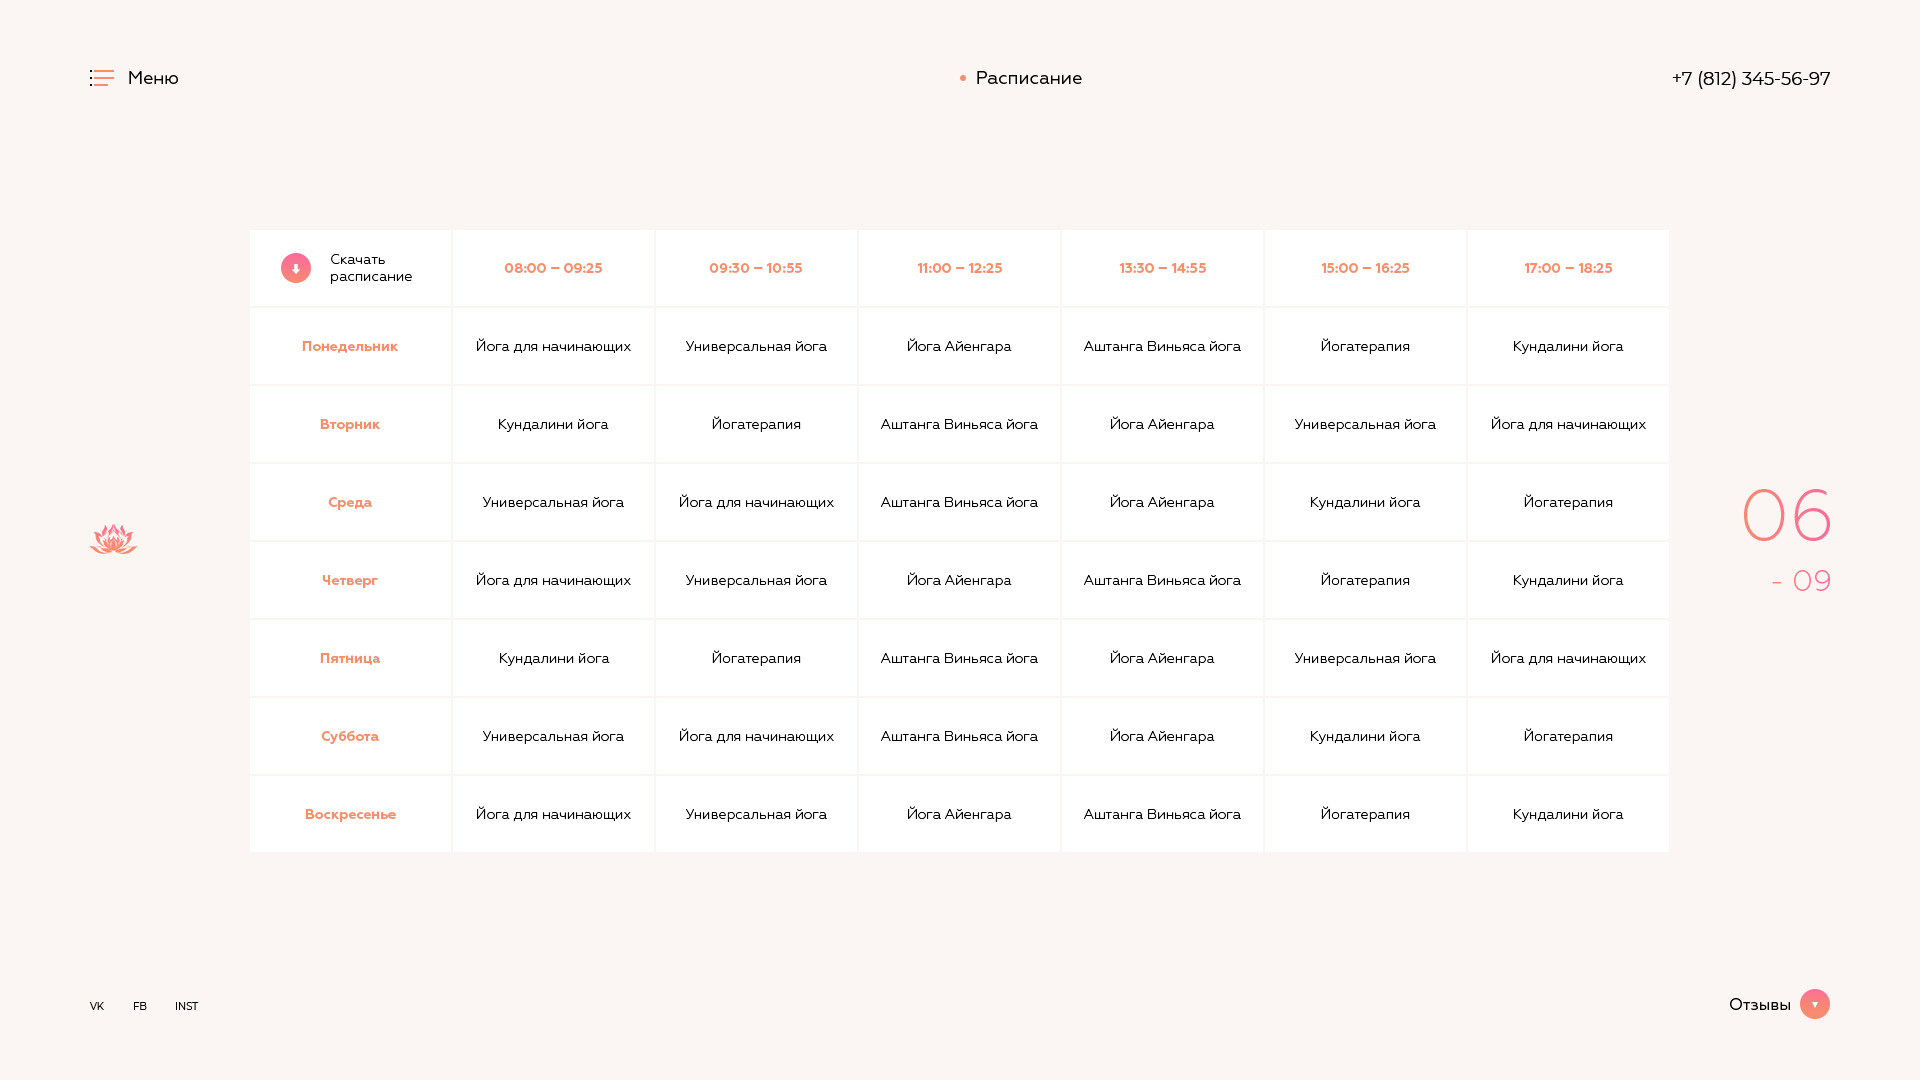 Меню
Расписание
+7 (812) 345-56-97
Скачать
расписание
08:00 – 09:25
09:30 – 10:55
11:00 – 12:25
13:30 – 14:55
15:00 – 16:25
17:00 – 18:25
Понедельник
Йога для начинающих
Универсальная йога
Йога Айенгара
Аштанга Виньяса йога
Йогатерапия
Кундалини йога
Вторник
Кундалини йога
Йогатерапия
Аштанга Виньяса йога
Йога Айенгара
Универсальная йога
Йога для начинающих
Среда
Универсальная йога
Йога для начинающих
Аштанга Виньяса йога
Йога Айенгара
Кундалини йога
Йогатерапия
Четверг
Йога для начинающих
Универсальная йога
Йога Айенгара
Аштанга Виньяса йога
Йогатерапия
Кундалини йога
Пятница
Кундалини йога
Йогатерапия
Аштанга Виньяса йога
Йога Айенгара
Универсальная йога
Йога для начинающих
Суббота
Универсальная йога
Йога для начинающих
Аштанга Виньяса йога
Йога Айенгара
Кундалини йога
Йогатерапия
Воскресенье
Йога для начинающих
Универсальная йога
Йога Айенгара
Аштанга Виньяса йога
Йогатерапия
Кундалини йога
06
- 09
VK
FB
INST
Отзывы